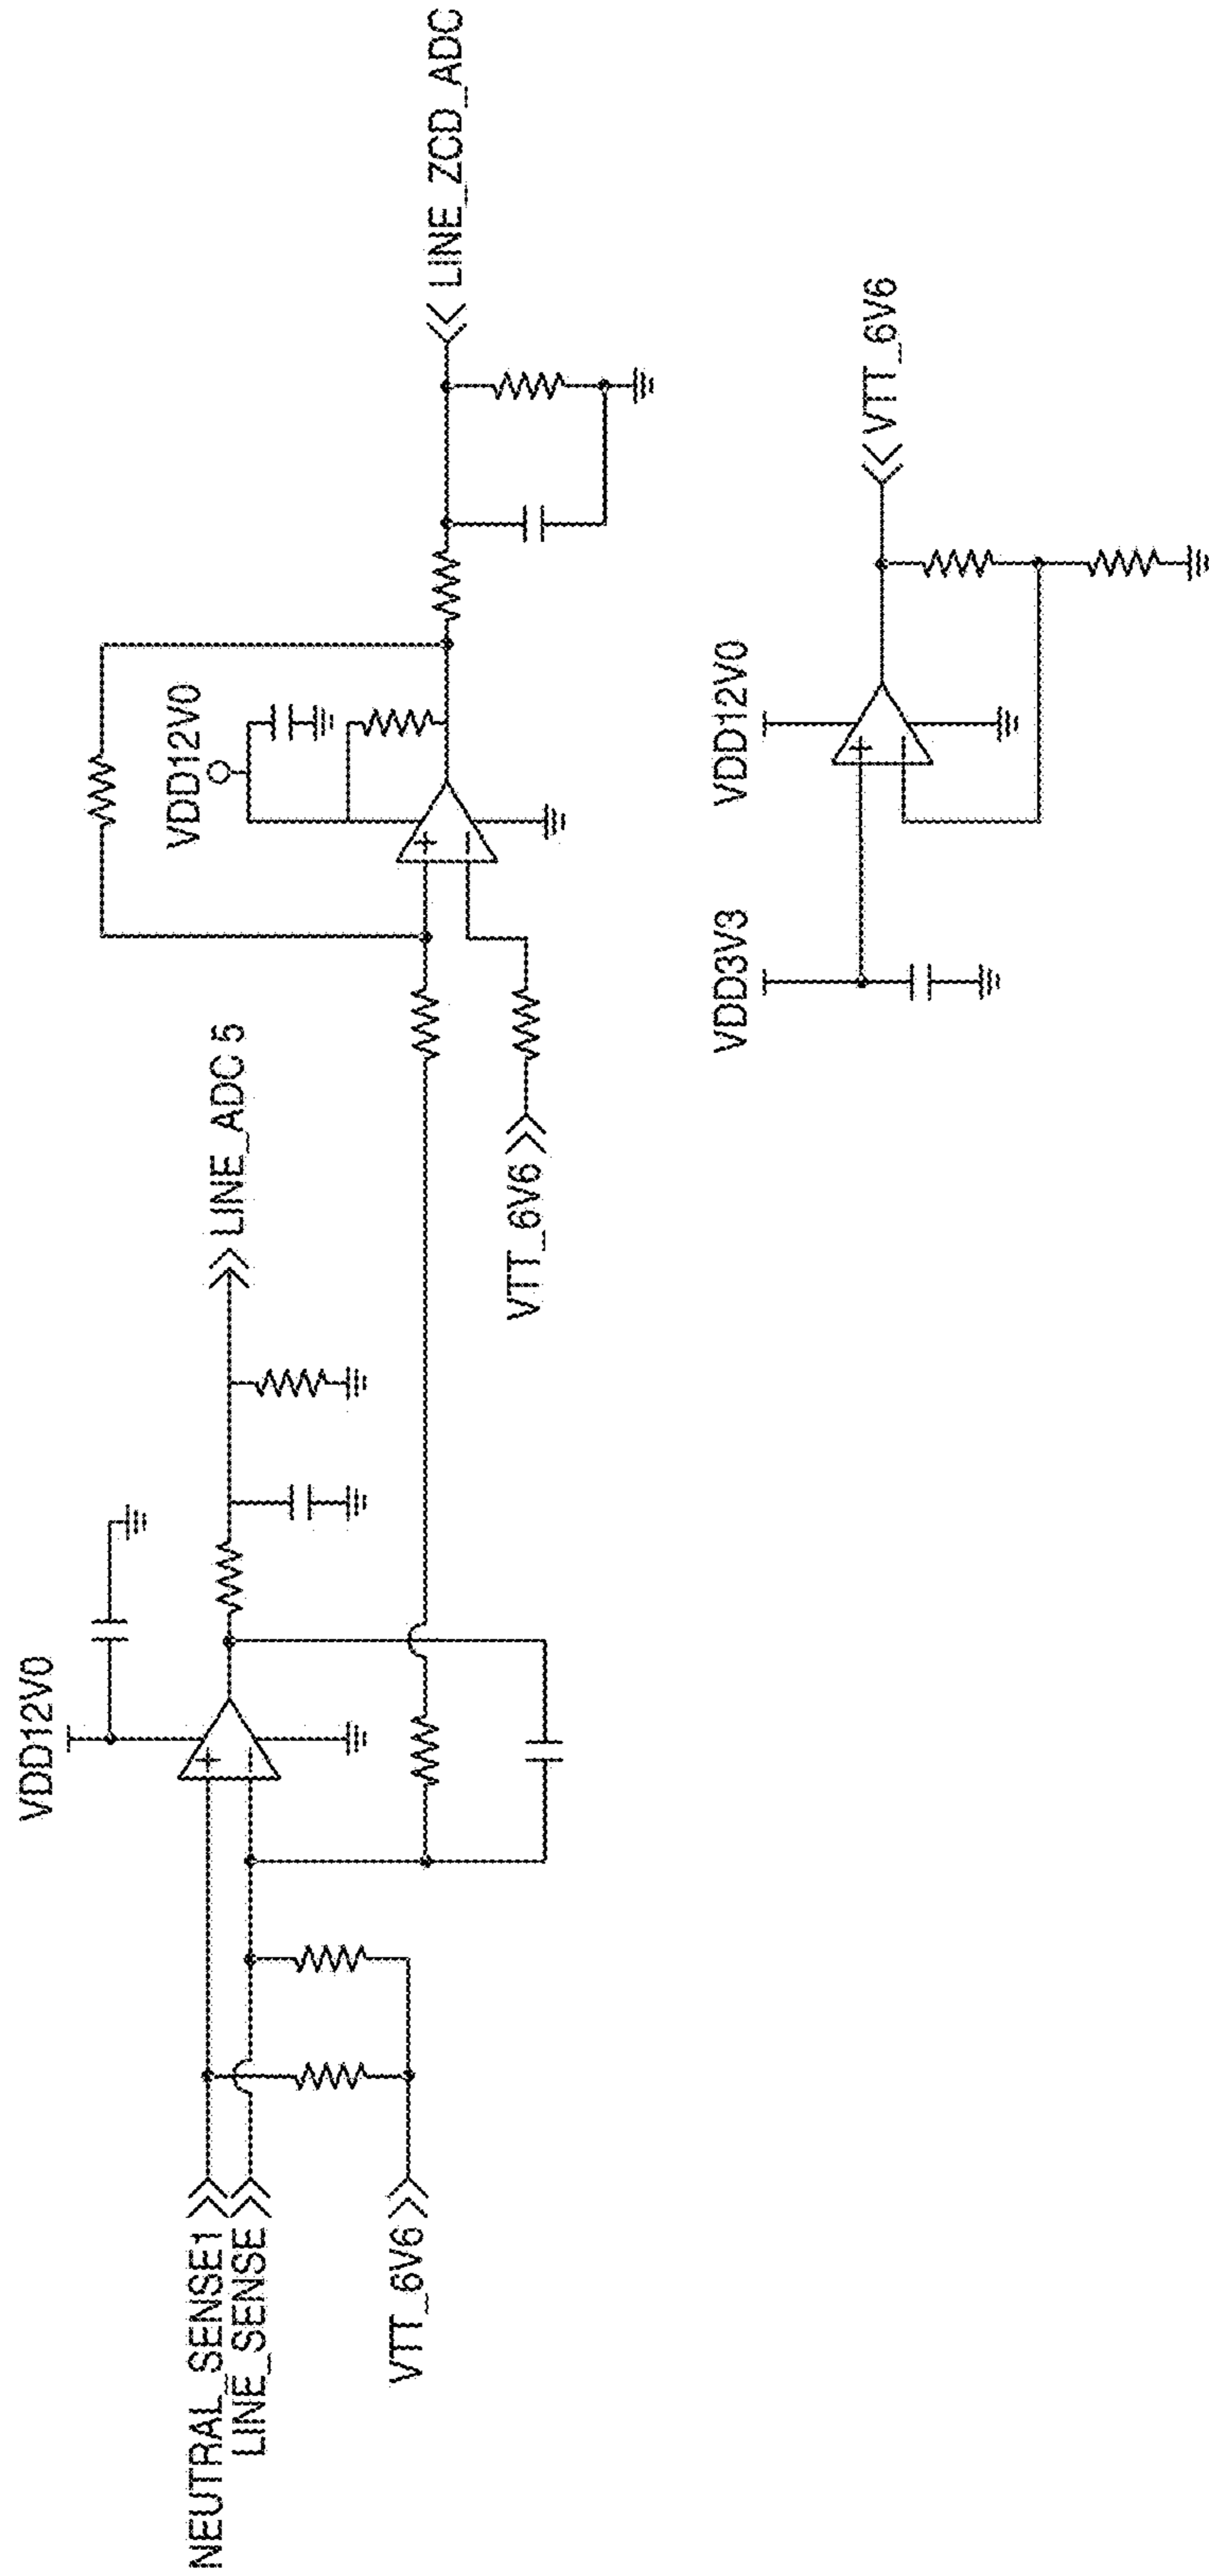 NEUTRAL_SENSE1
LINE_SENSE
VTT_6V6
VDD12V0
LINE_ADC 5
VTT_6V6
VDD12V0
LINE_ZCD_ADC
VDD3V3
VDD12V0
VTT_6V6